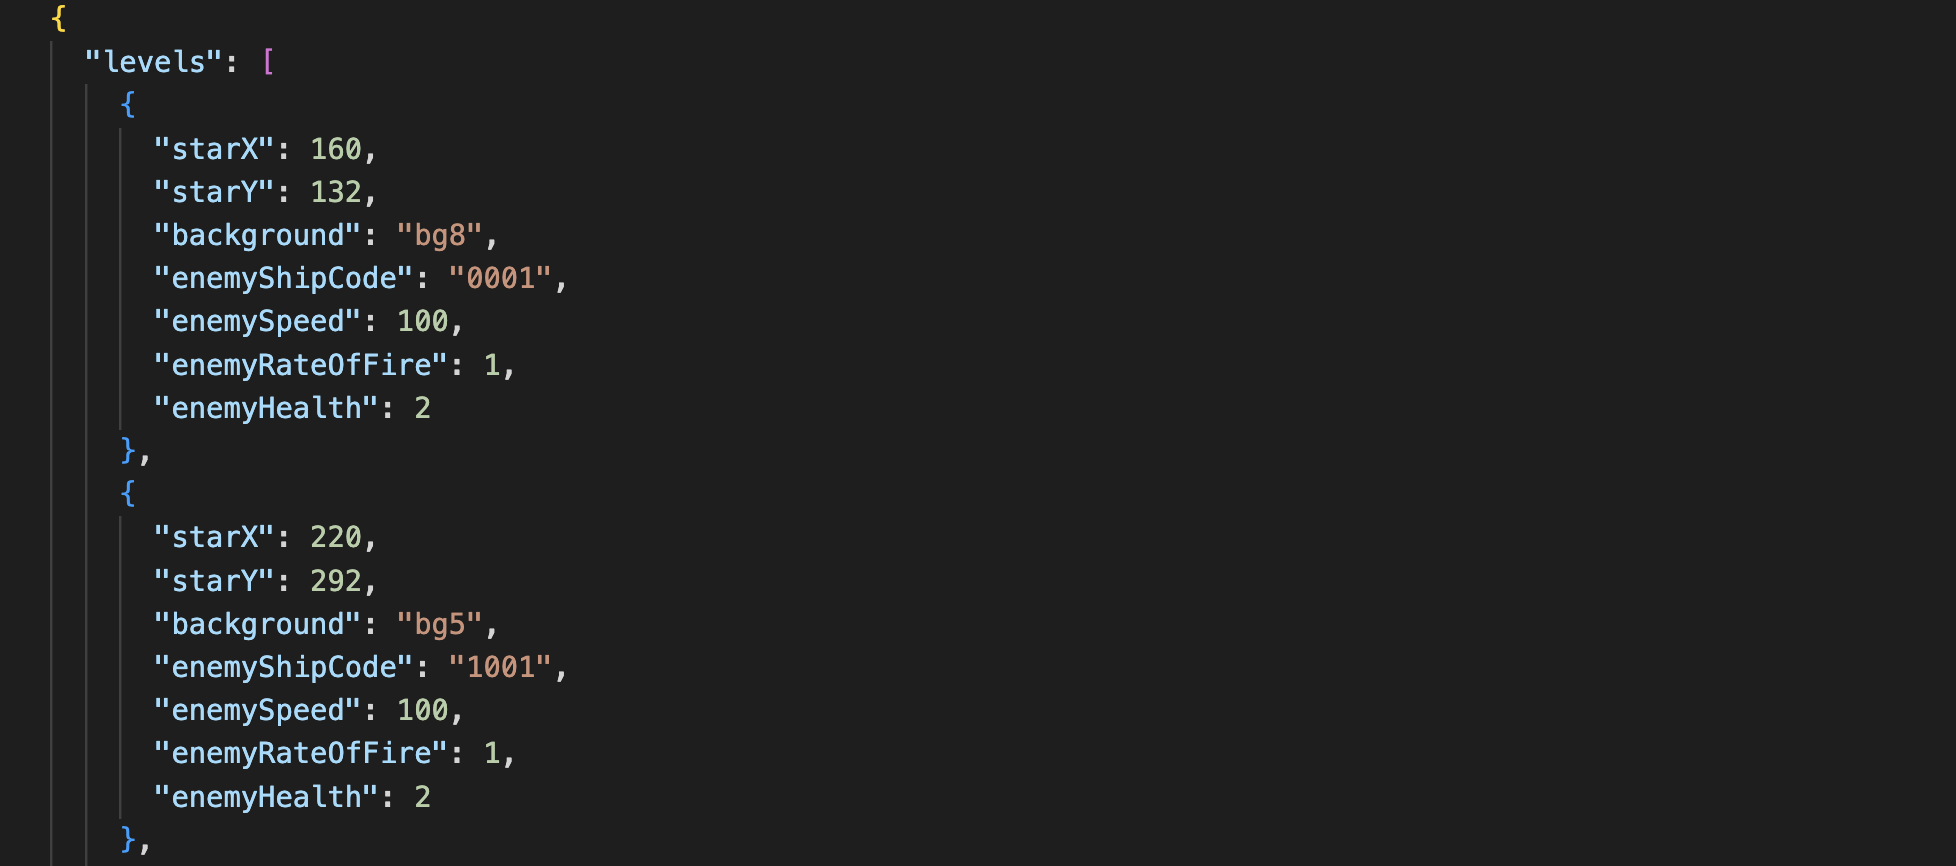 {
"levels": [
{
"starX": 160,
"starY": 132,
"background": "bg8",
"enemyShipCode": "0001",
"enemySpeed": 100,
"enemyRateOfFire": 1,
"enemyHealth": 2
},
{
"starX": 220,
"starY": 292,
"background": "bg5",
"enemyShipCode": "1001",
"enemySpeed": 100,
"enemyRateOfFire": 1,
"enemyHealth": 2
},